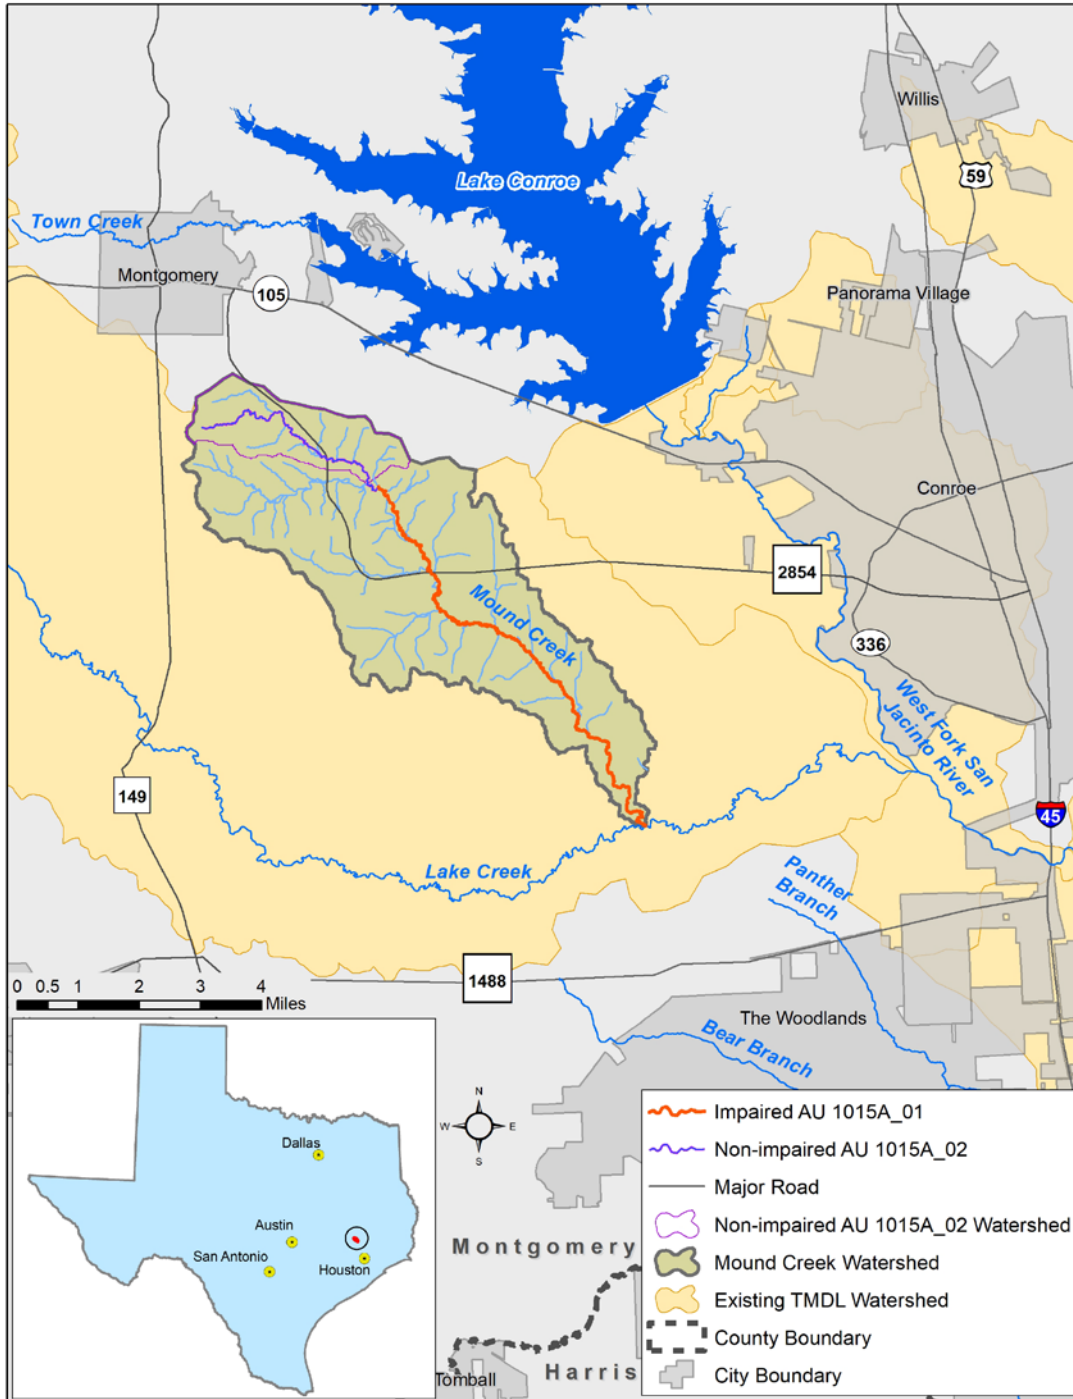 Willis
59
Lake Conroe
Town Creek
Montgomery
105
Panorama Village
Conroe
2854
Mound Creek
336
West Fork San
Jacinto River
149
45
Lake Creek
Panther
Branch
1488
0 0.5 1 2 3 4
Miles
The Woodlands
Bear Branch
N
W E
S
Dallas
Austin
San Antonio
Houston
Montgomery
Harris
Tomball
Impaired AU 1015A_01
Non-impaired AU 1015A_02
Major Road
Non-impaired AU 1015A_02 Watershed
Mound Creek Watershed
Existing TMDL Watershed
County Boundary
City Boundary